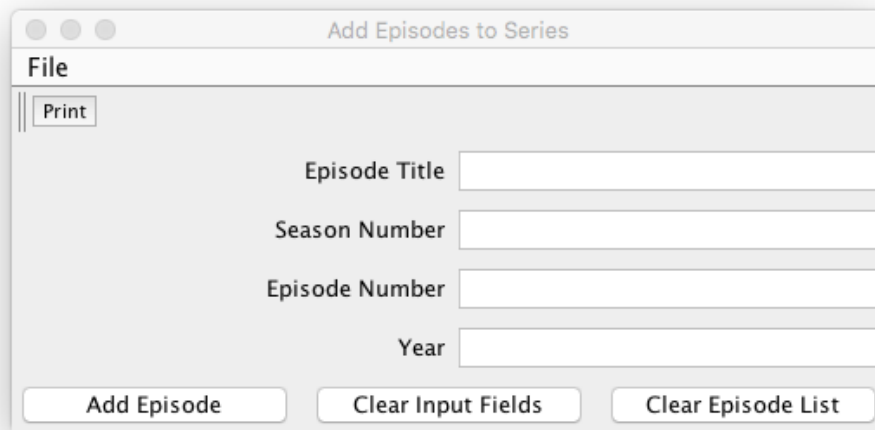 Add Episodes to Series
File
Print
Episode Title
Season Number
Episode Number
Year
Add Episode Clear Input Fields Clear Episode List